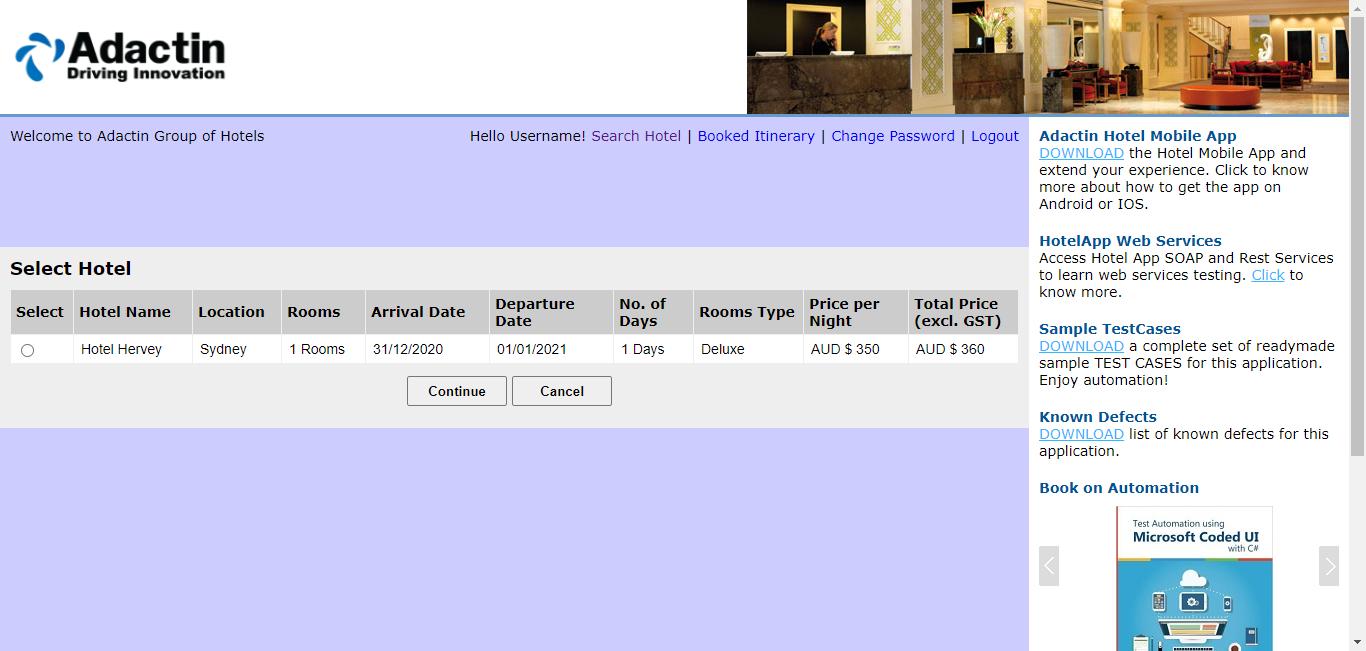 Adactin
Driving Innovation
Welcome to Adactin Group of Hotels
Hello Username! Search Hotel | Booked Itinerary | Change Password | Logout
Select Hotel
Select Hotel Name Location Rooms Arrival Date Departure Date No. of Days Rooms Type Price per Night Total Price (excl. GST)
Hotel Hervey Sydney 1 Rooms 31/12/2020 01/01/2021 1 Days Deluxe AUD $ 350 AUD $ 360
Continue Cancel
Adactin Hotel Mobile App
DOWNLOAD the Hotel Mobile App and
extend your experience. Click to know
more about how to get the app on
Android or IOS.
HotelApp Web Services
Access Hotel App SOAP and Rest Services
to learn web services testing. Click to
know more.
Sample TestCases
DOWNLOAD a complete set of readymade
sample TEST CASES for this application.
Enjoy automation!
Known Defects
DOWNLOAD list of known defects for this
application.
Book on Automation
Test Automation using
Microsoft Coded UI
with C#